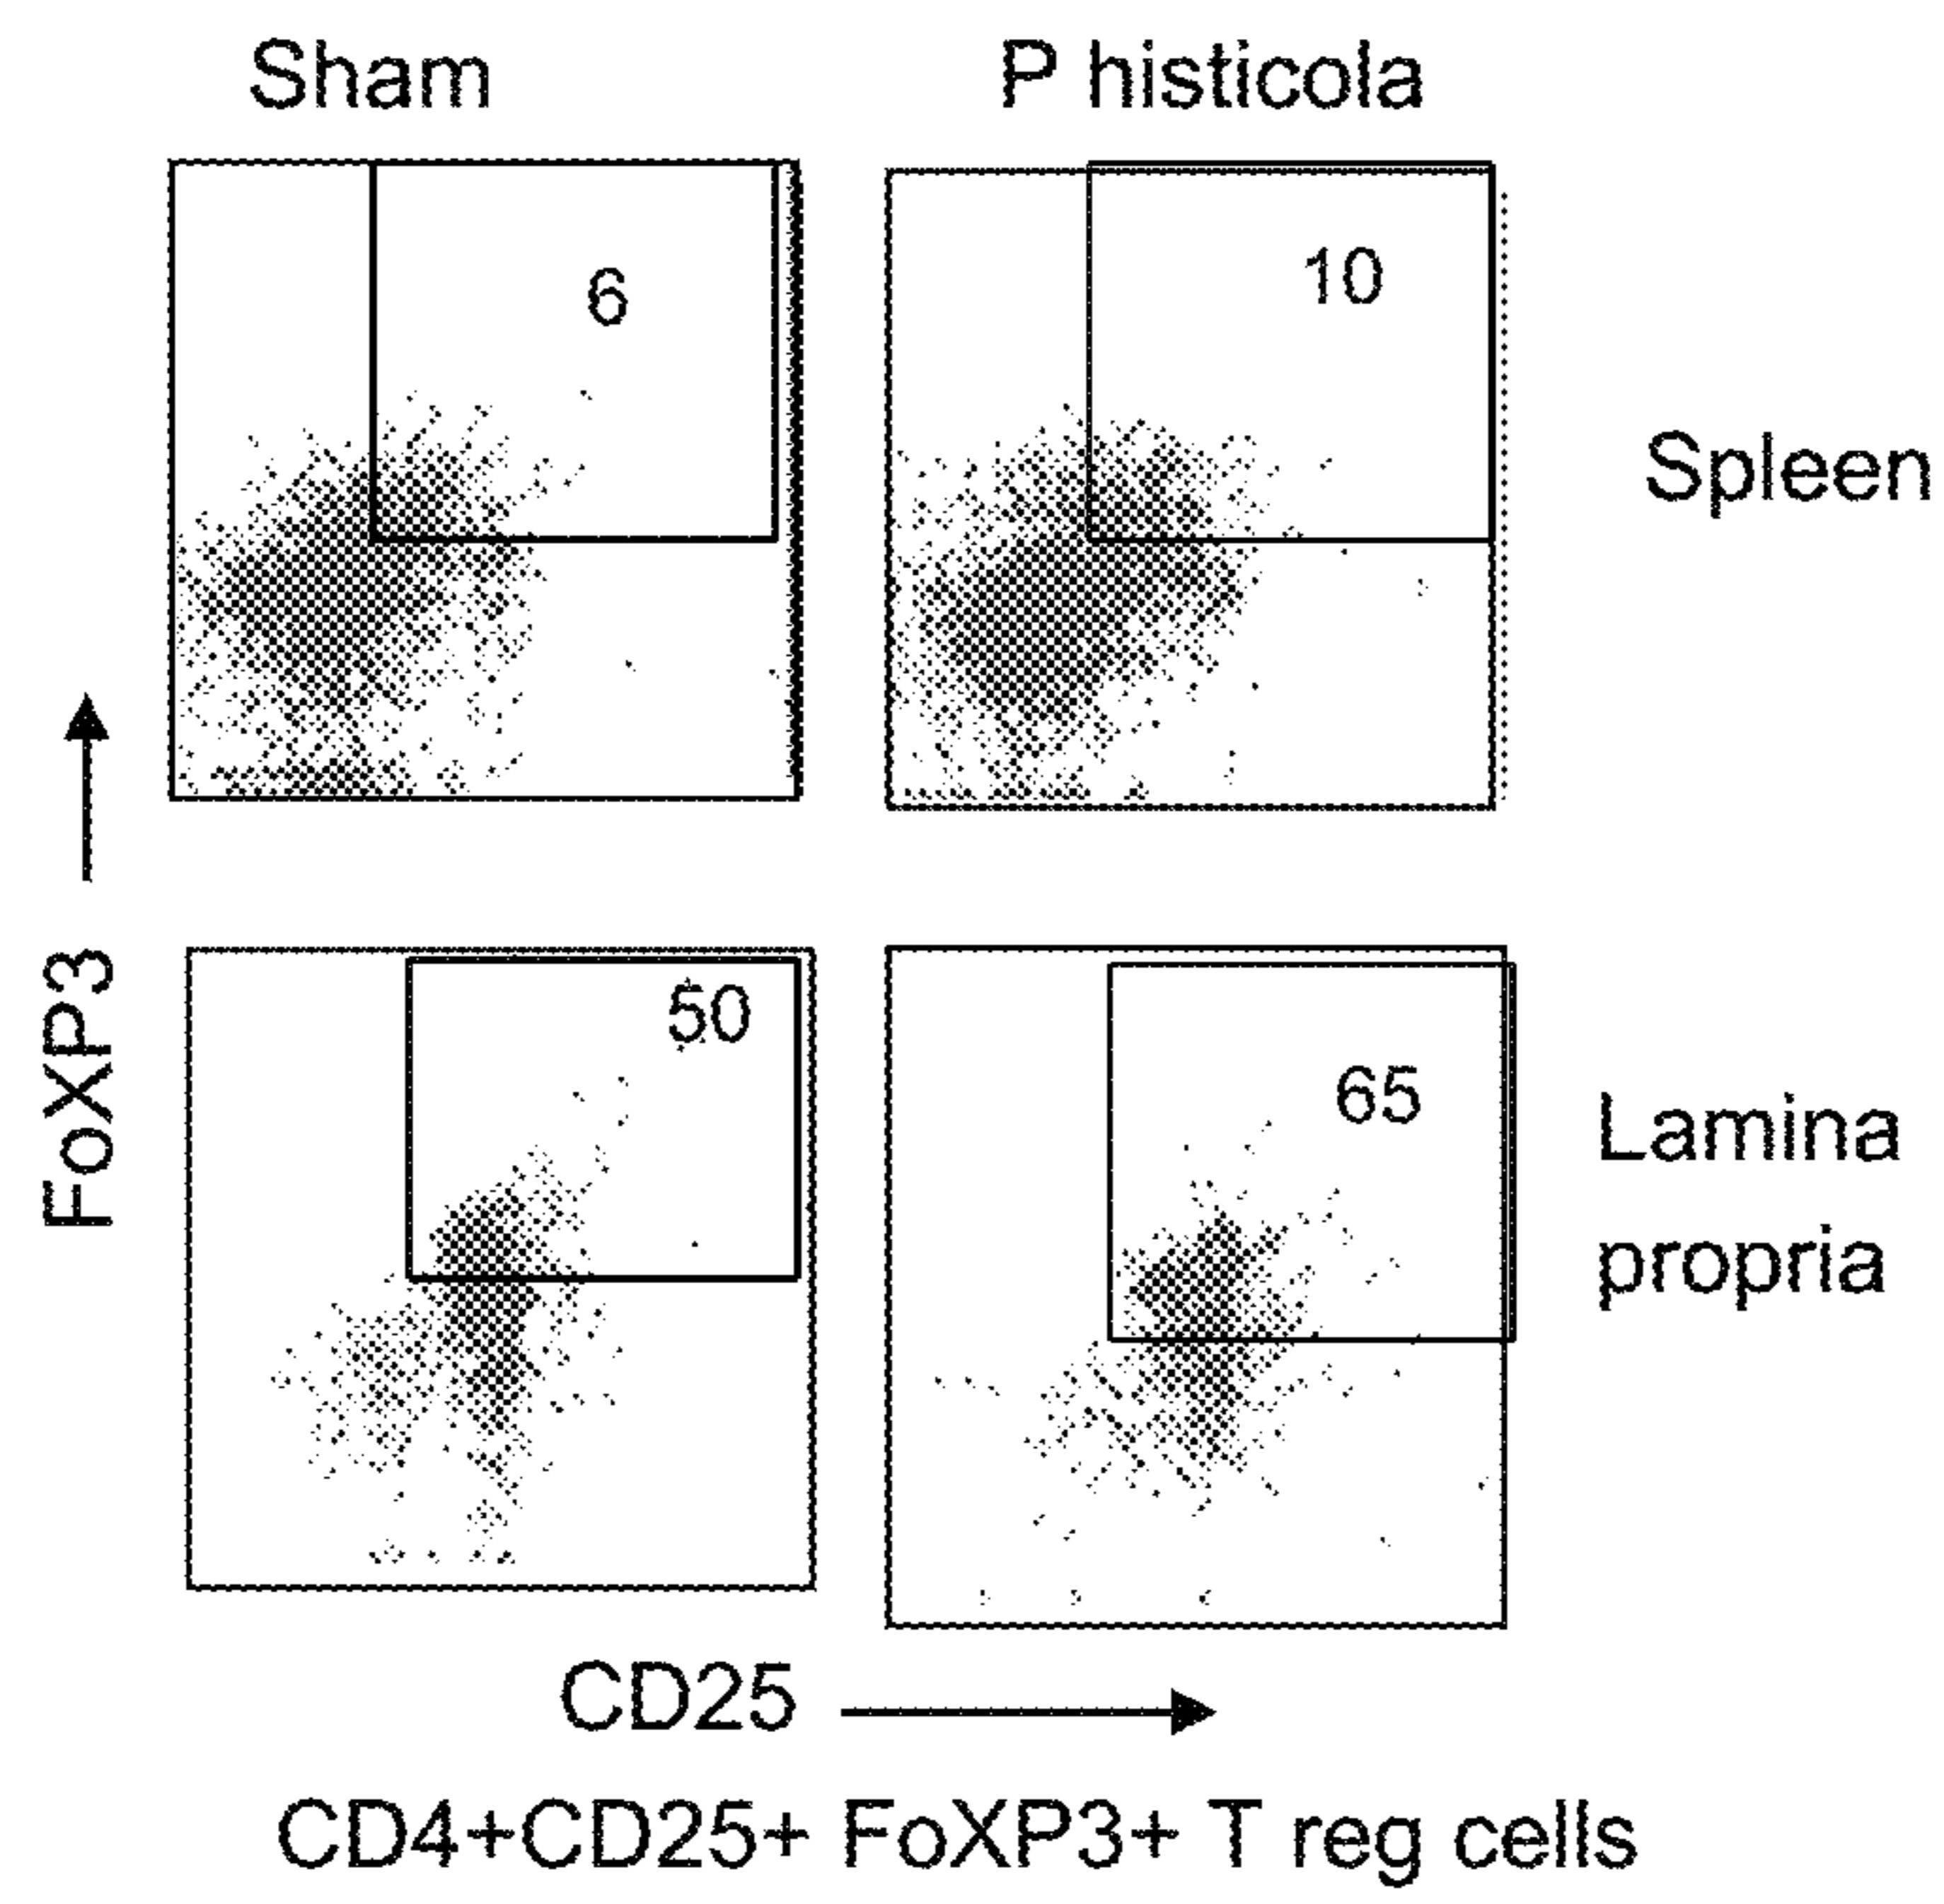 Sham
P histicola
6
10
Spleen
50
65
Lamina
propria
FoXP3
CD25
CD4+CD25+ FoXP3+ T reg cells